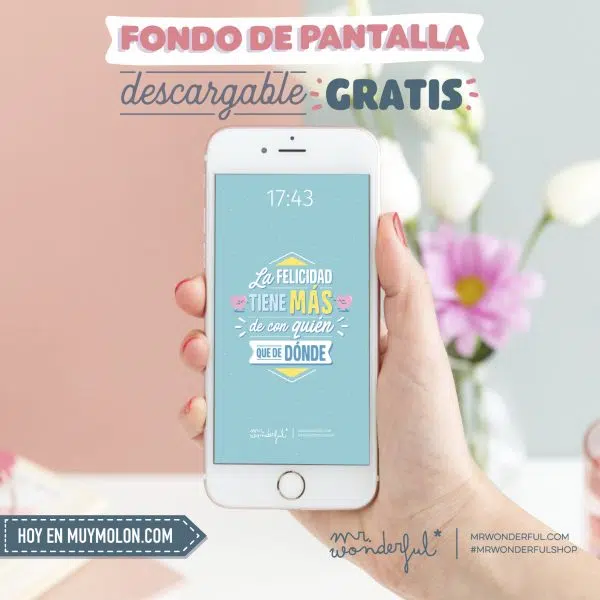 FONDO DE PANTALLA
descargable GRATIS
17:43
La FELICIDAD
TIENE MÁS
de con quién
QUE DE DÓNDE
mr.
wonderful*
HOY EN MUYMOLON.COM
mr.
wonderful*
MRWONDERFUL.COM
#MRWONDERFULSHOP